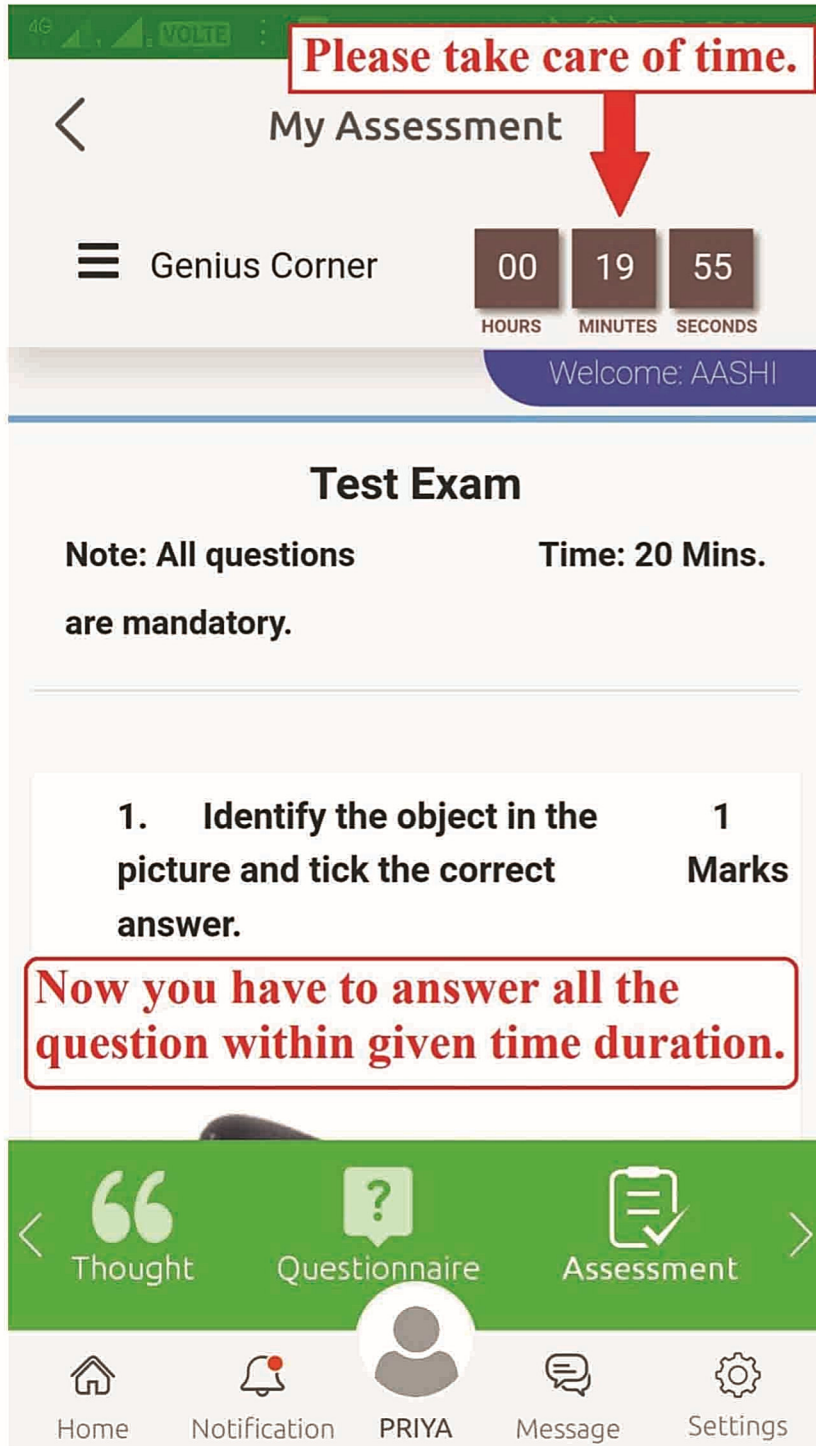 4G VOLTE
Please take care of time.
My Assessment
Genius Corner
00 19 55
HOURS MINUTES SECONDS
Welcome: AASHI
Test Exam
Note: All questions Time: 20 Mins.
are mandatory.
1. Identify the object in the 1
picture and tick the correct Marks
answer.
Now you have to answer all the
question within given time duration.
Thought Questionnaire Assessment
Home Notification PRIYA Message Settings